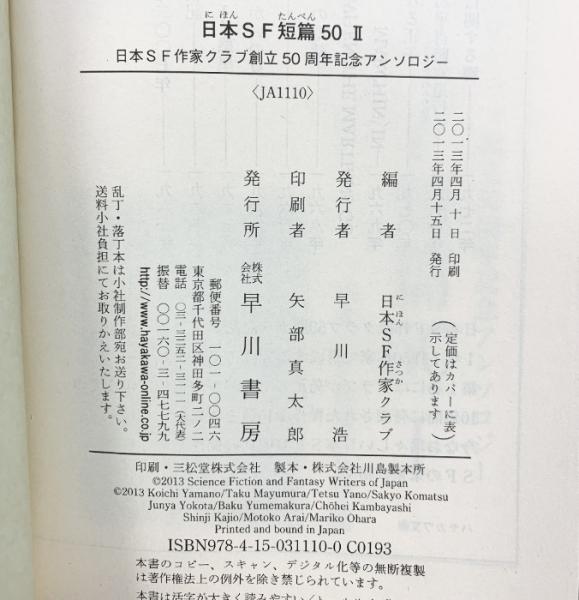 にほん たんぺん
日本SF短篇50 Ⅱ
日本SF作家クラブ創立50周年記念アンソロジー
〈JA1110〉
二〇一三年四月 十 日 印刷
二〇一三年四月十五日 発行
(定価はカバーに表
示してあります)
編者 日本SF作家クラブ
にほん さっか
発行者 早川 浩
印刷者 矢部真太郎
発行所 株式会社 早川書房
郵便番号 一〇一‐〇〇四六
東京都千代田区神田多町二ノ二
電話 〇三‐三二五二‐三一一一(大代表)
振替 〇〇一六〇‐三‐四七七九九
http://www.hayakawa-online.co.jp
乱丁・落丁本は小社制作部宛お送り下さい。
送料小社負担にてお取りかえいたします。
印刷・三松堂株式会社 製本・株式会社川島製本所
©2013 Science Fiction and Fantasy Writers of Japan
©2013 Koichi Yamano/Taku Mayumura/Tetsu Yano/Sakyo Komatsu
Junya Yokota/Baku Yumemakura/Chōhei Kambayashi
Shinji Kajio/Motoko Arai/Mariko Ohara
Printed and bound in Japan
ISBN978-4-15-031110-0 C0193
本書のコピー、スキャン、デジタル化等の無断複製
は著作権法上の例外を除き禁じられています。